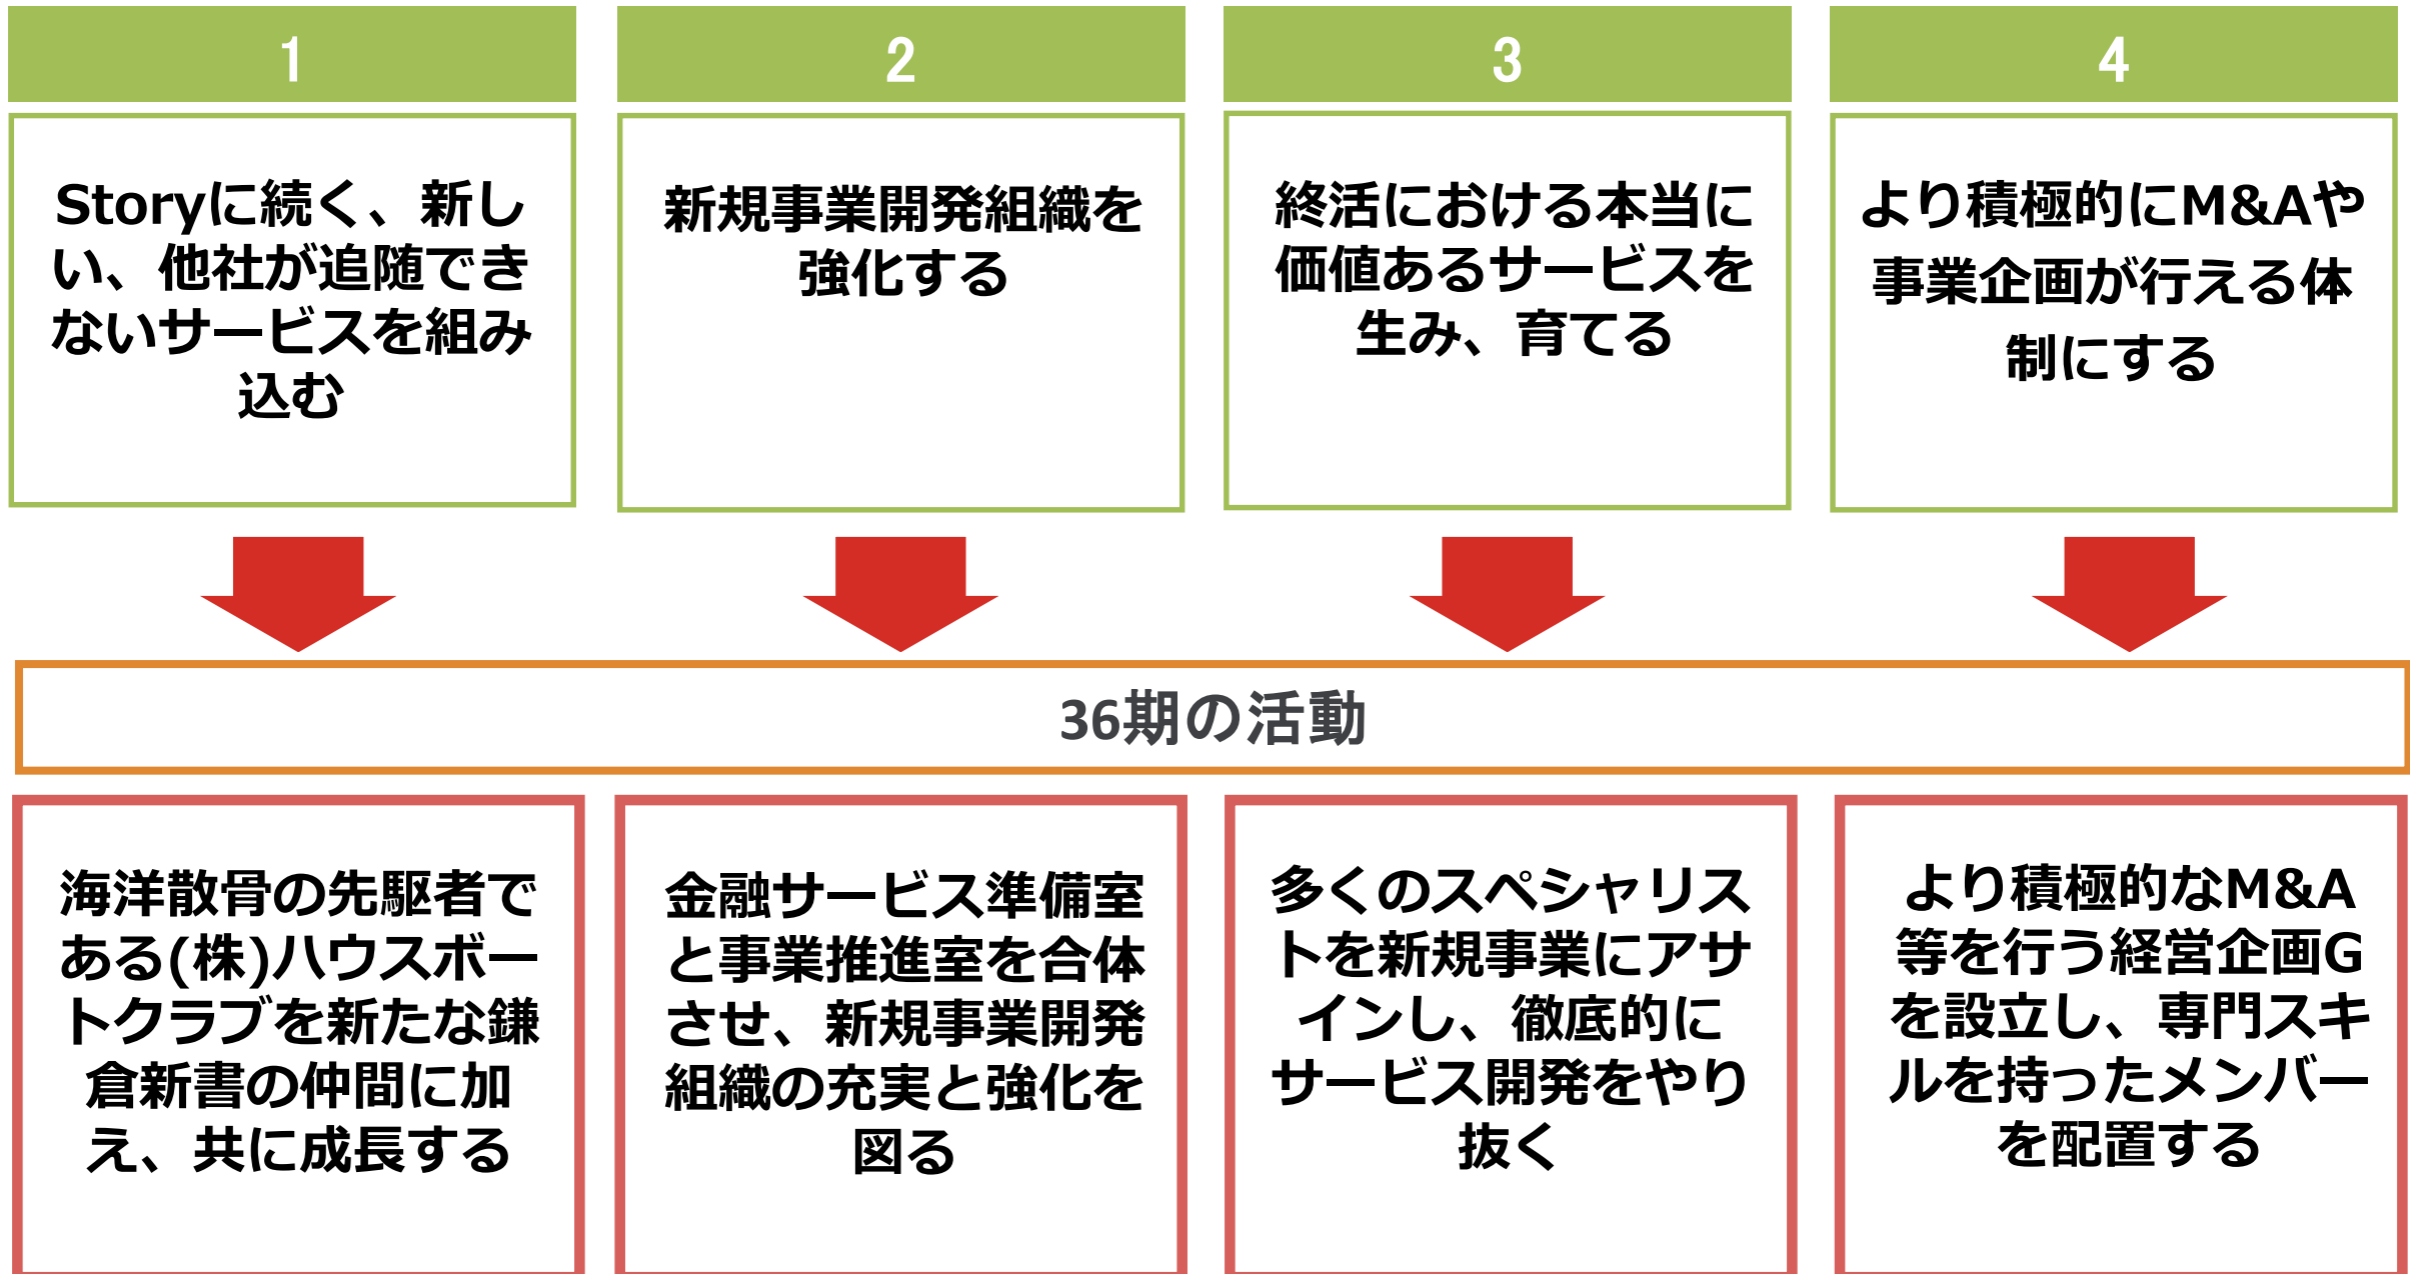 1
Storyに続く、新し
い、他社が追随でき
ないサービスを組み
込む
2
新規事業開発組織を
強化する
3
終活における本当に
価値あるサービスを
生み、育てる
4
より積極的にM&Aや
事業企画が行える体
制にする
36期の活動
海洋散骨の先駆者で
ある(株)ハウスボー
トクラブを新たな鎌
倉新書の仲間に加
え、共に成長する
金融サービス準備室
と事業推進室を合体
させ、新規事業開発
組織の充実と強化を
図る
多くのスペシャリス
トを新規事業にアサ
インし、徹底的に
サービス開発をやり
抜く
より積極的なM&A
等を行う経営企画G
を設立し、専門スキ
ルを持ったメンバー
を配置する